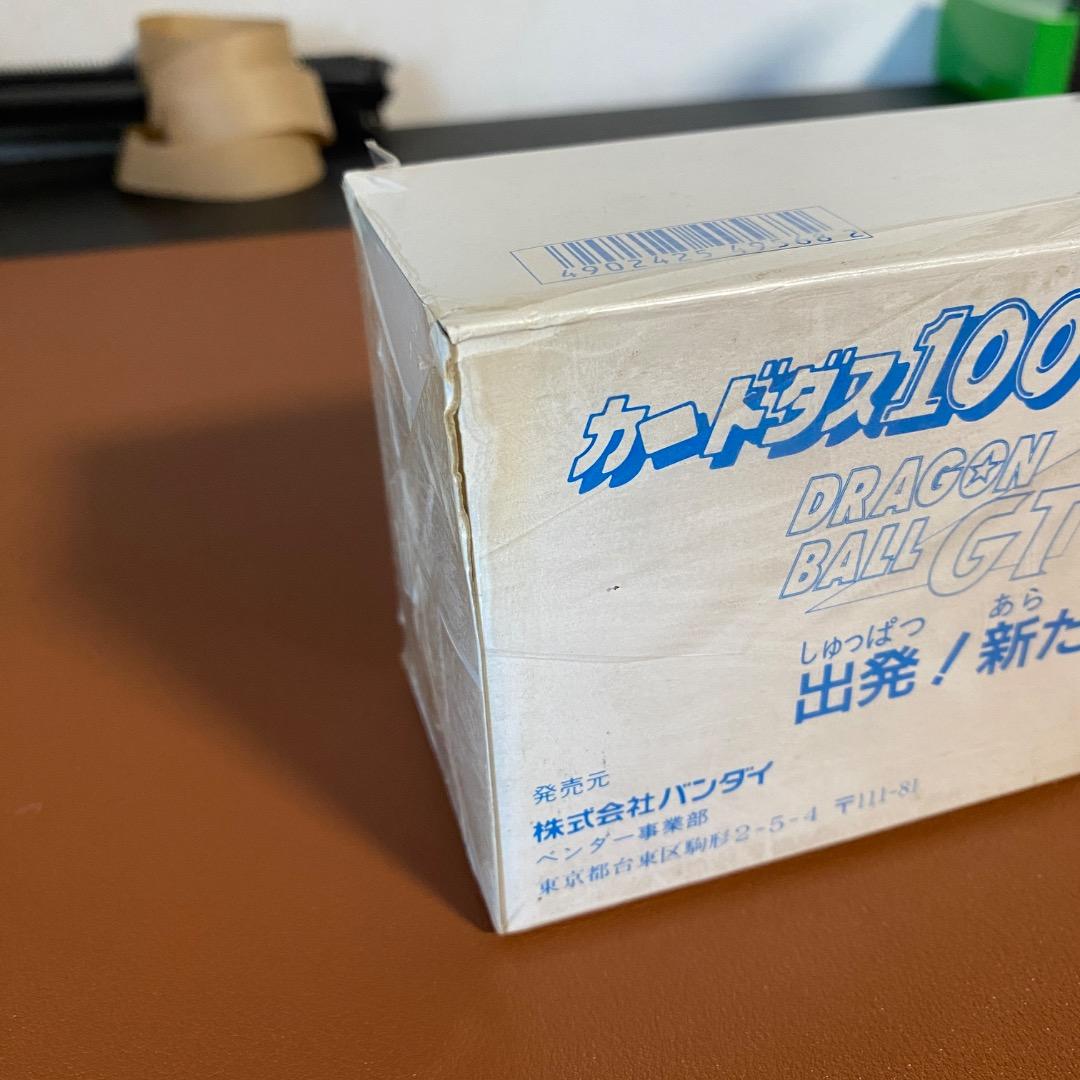 4902425
カードダス100
DRAGON
BALL GT
しゅっぱつ あら
出発!新た
発売元
株式会社バンダイ
ベンダー事業部
東京都台東区駒形2-5-4 〒111-81